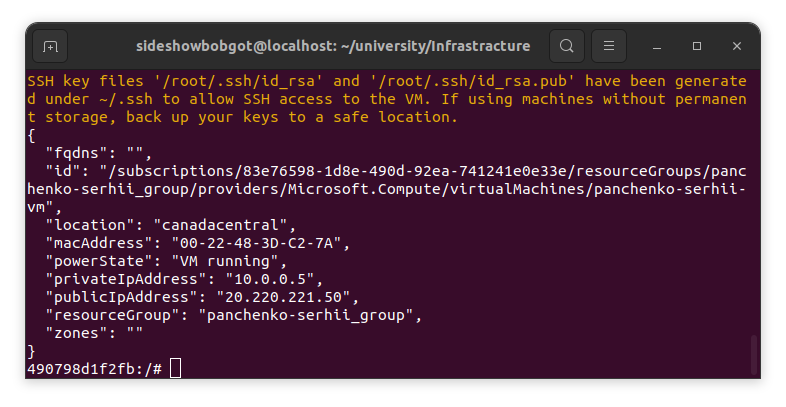 sideshowbobgot@localhost: ~/university/Infrastracture
SSH key files '/root/.ssh/id_rsa' and '/root/.ssh/id_rsa.pub' have been generate
d under ~/.ssh to allow SSH access to the VM. If using machines without permanen
t storage, back up your keys to a safe location.
{
  "fqdns": "",
  "id": "/subscriptions/83e76598-1d8e-490d-92ea-741241e0e33e/resourceGroups/panc
henko-serhii_group/providers/Microsoft.Compute/virtualMachines/panchenko-serhii-
vm",
  "location": "canadacentral",
  "macAddress": "00-22-48-3D-C2-7A",
  "powerState": "VM running",
  "privateIpAddress": "10.0.0.5",
  "publicIpAddress": "20.220.221.50",
  "resourceGroup": "panchenko-serhii_group",
  "zones": ""
}
490798d1f2fb:/#